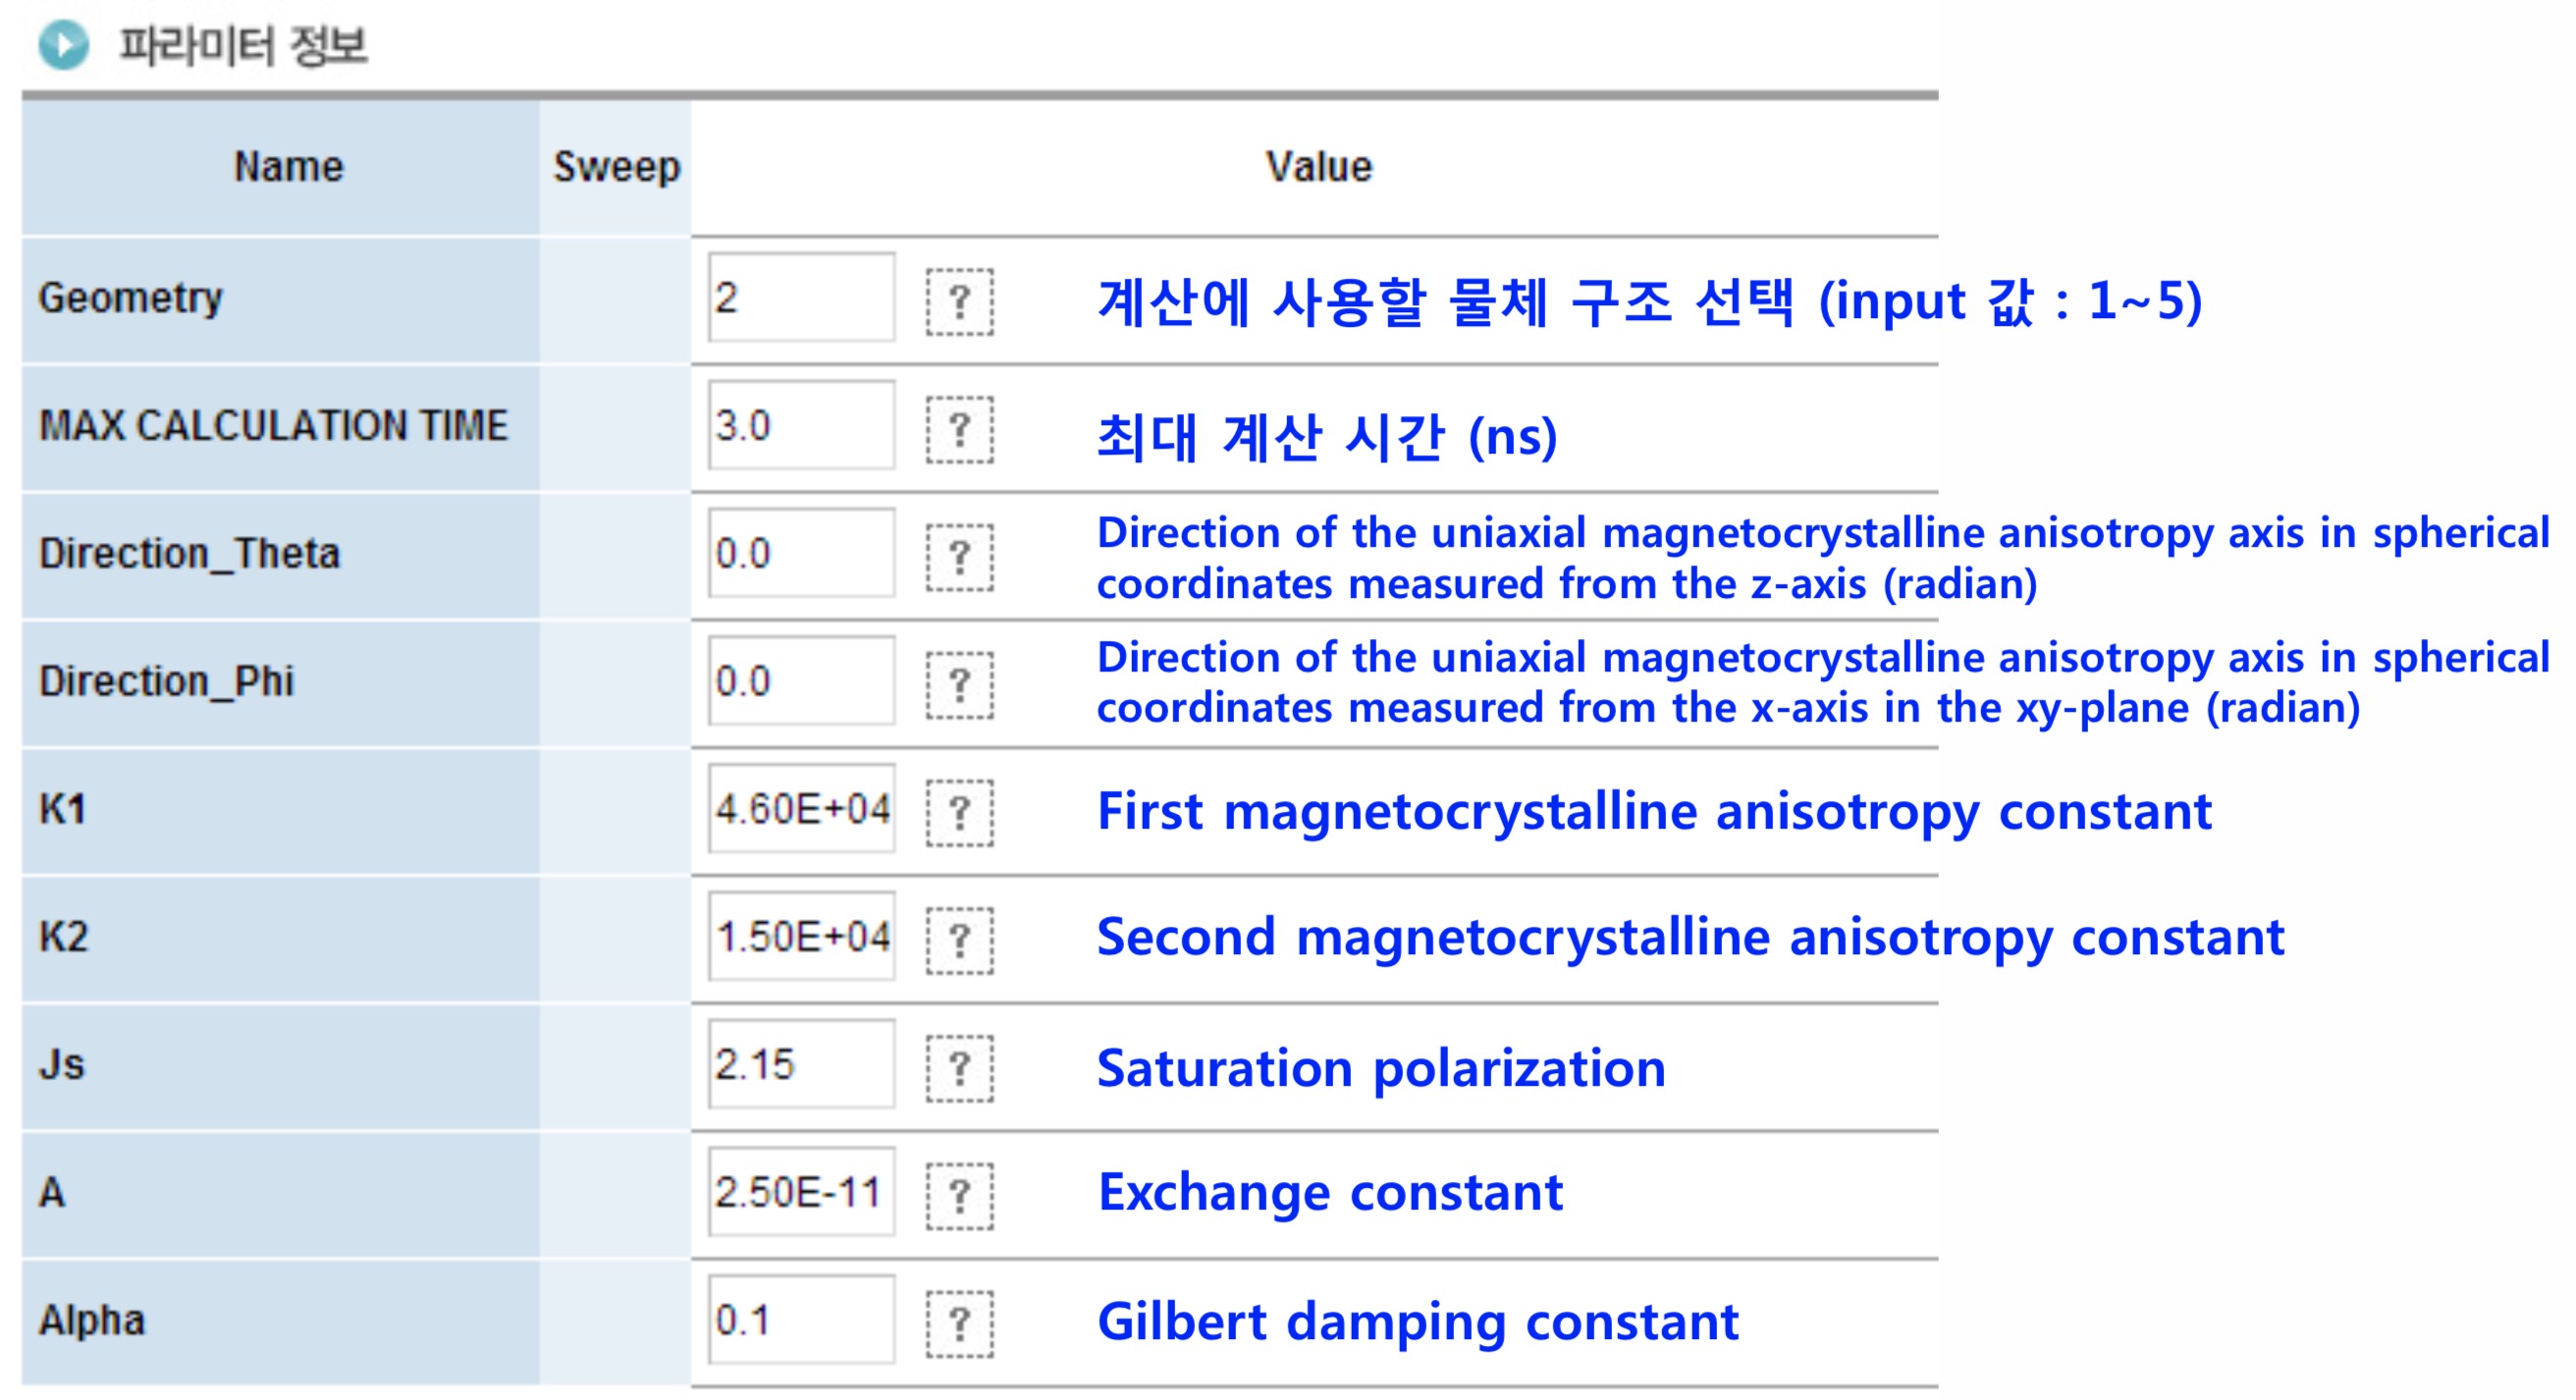 파라미터 정보
Name Sweep Value
Geometry 2 ? 계산에 사용할 물체 구조 선택 (input 값 : 1~5)
MAX CALCULATION TIME 3.0 ? 최대 계산 시간 (ns)
Direction_Theta 0.0 ? Direction of the uniaxial magnetocrystalline anisotropy axis in spherical
coordinates measured from the z-axis (radian)
Direction_Phi 0.0 ? Direction of the uniaxial magnetocrystalline anisotropy axis in spherical
coordinates measured from the x-axis in the xy-plane (radian)
K1 4.60E+04 ? First magnetocrystalline anisotropy constant
K2 1.50E+04 ? Second magnetocrystalline anisotropy constant
Js 2.15 ? Saturation polarization
A 2.50E-11 ? Exchange constant
Alpha 0.1 ? Gilbert damping constant